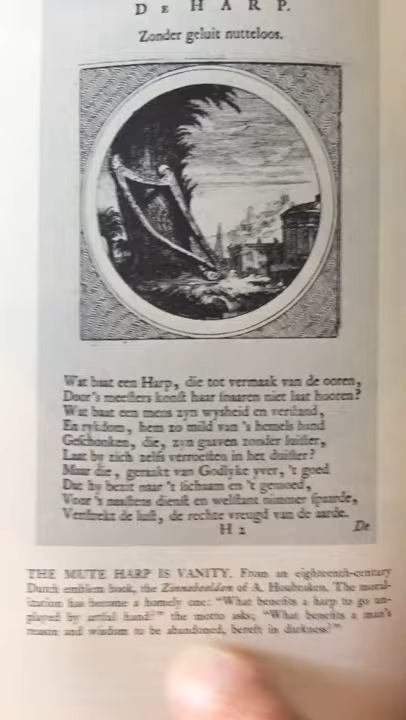 DE HARP.
Zonder geluit nutteloos.
Wat baat een Harp, die tot vermaak van de ooren,
Door's meesters konst haar snaaren niet laat hooren?
Wat baat een mens zyn wysheid en verstand,
En rykdom, hem zo mild van 's hemels hand
Geschonken, die, zyn gaaven zonder luister,
Laat by zich zelfs verroesten in het duister?
Maar die, geraakt van Godlyke yver, 't goed
Dat hy bezit naar 't lichaam en 't gemoed,
Voor 's naastens dienst en welstant nimmer spaarde,
Verstrekt de lust, de rechte vreugd van de aarde.
H 2
De
THE MUTE HARP IS VANITY. From an eighteenth-century
Dutch emblem book, the Zinnebeelden of A. Houbraken. The moral-
ization has become a homely one: "What benefits a harp to go un-
played by artful hand?" the motto asks; "What benefits a man's
reason and wisdom to be abandoned, bereft in darkness?"